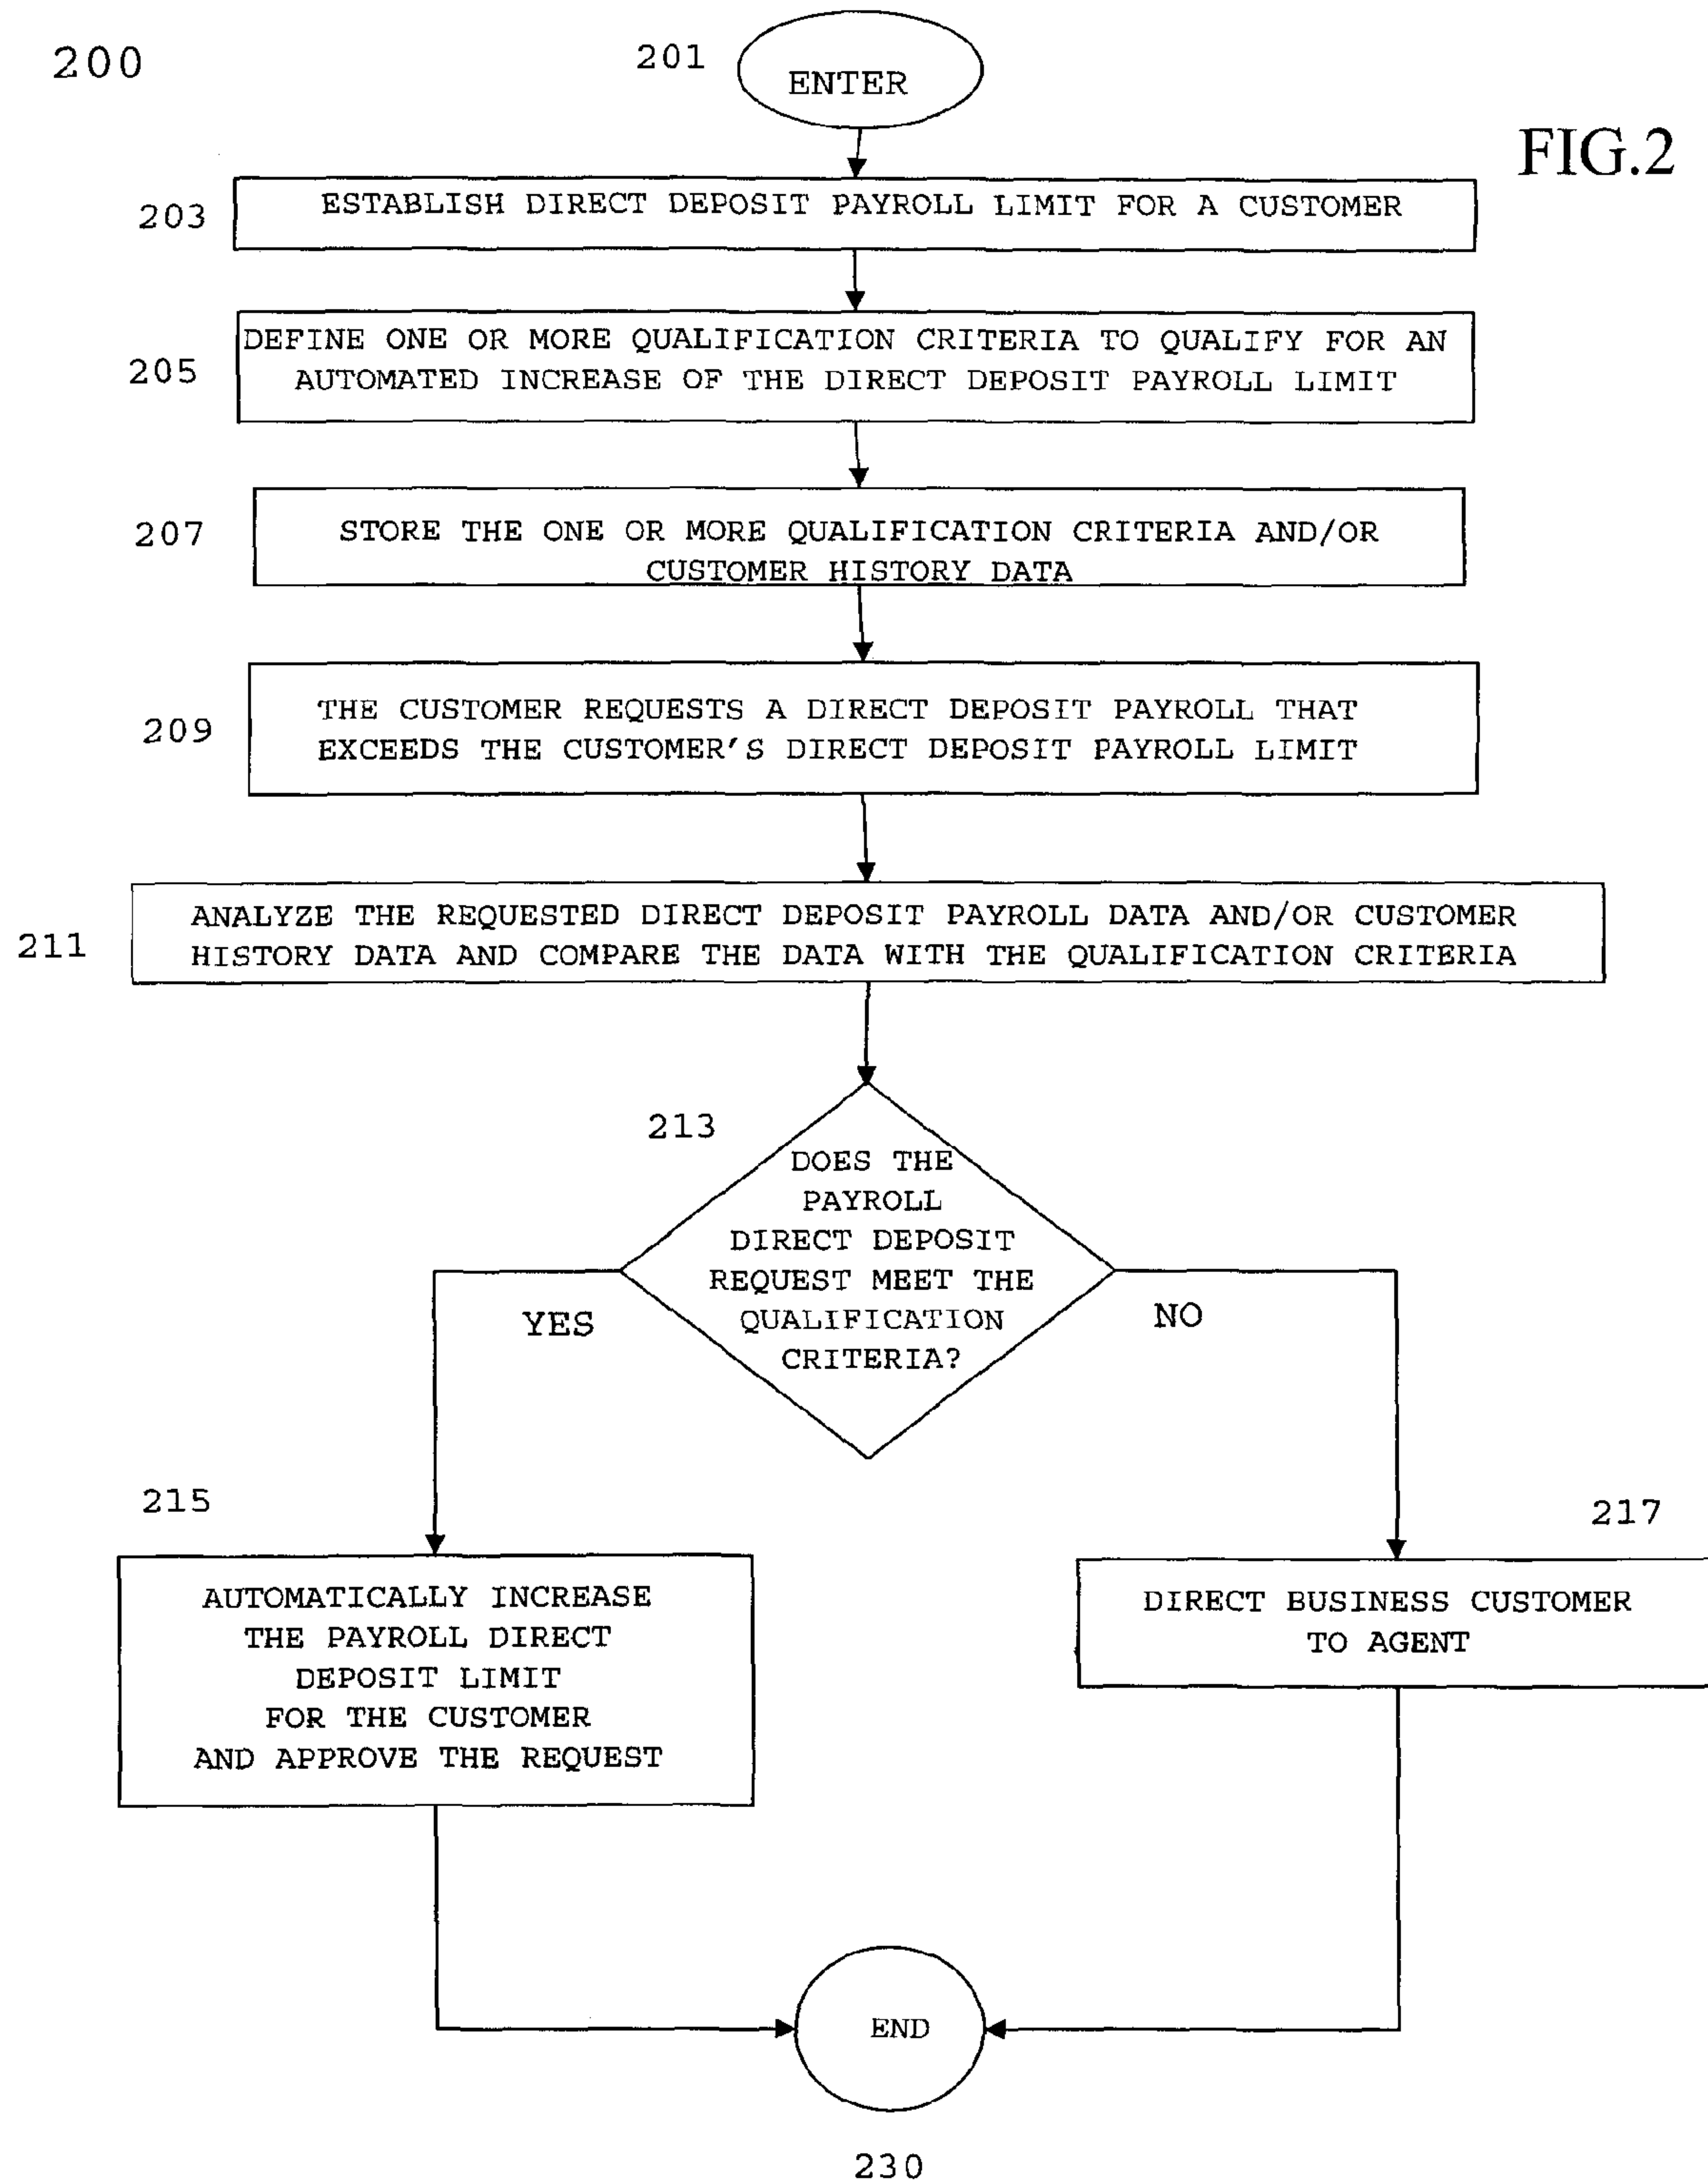 200
201
ENTER
FIG.2
203
ESTABLISH DIRECT DEPOSIT PAYROLL LIMIT FOR A CUSTOMER
205
DEFINE ONE OR MORE QUALIFICATION CRITERIA TO QUALIFY FOR AN
AUTOMATED INCREASE OF THE DIRECT DEPOSIT PAYROLL LIMIT
207
STORE THE ONE OR MORE QUALIFICATION CRITERIA AND/OR
CUSTOMER HISTORY DATA
209
THE CUSTOMER REQUESTS A DIRECT DEPOSIT PAYROLL THAT
EXCEEDS THE CUSTOMER'S DIRECT DEPOSIT PAYROLL LIMIT
211
ANALYZE THE REQUESTED DIRECT DEPOSIT PAYROLL DATA AND/OR CUSTOMER
HISTORY DATA AND COMPARE THE DATA WITH THE QUALIFICATION CRITERIA
213
DOES THE
PAYROLL
DIRECT DEPOSIT
REQUEST MEET THE
QUALIFICATION
CRITERIA?
YES
NO
215
AUTOMATICALLY INCREASE
THE PAYROLL DIRECT
DEPOSIT LIMIT
FOR THE CUSTOMER
AND APPROVE THE REQUEST
217
DIRECT BUSINESS CUSTOMER
TO AGENT
END
230